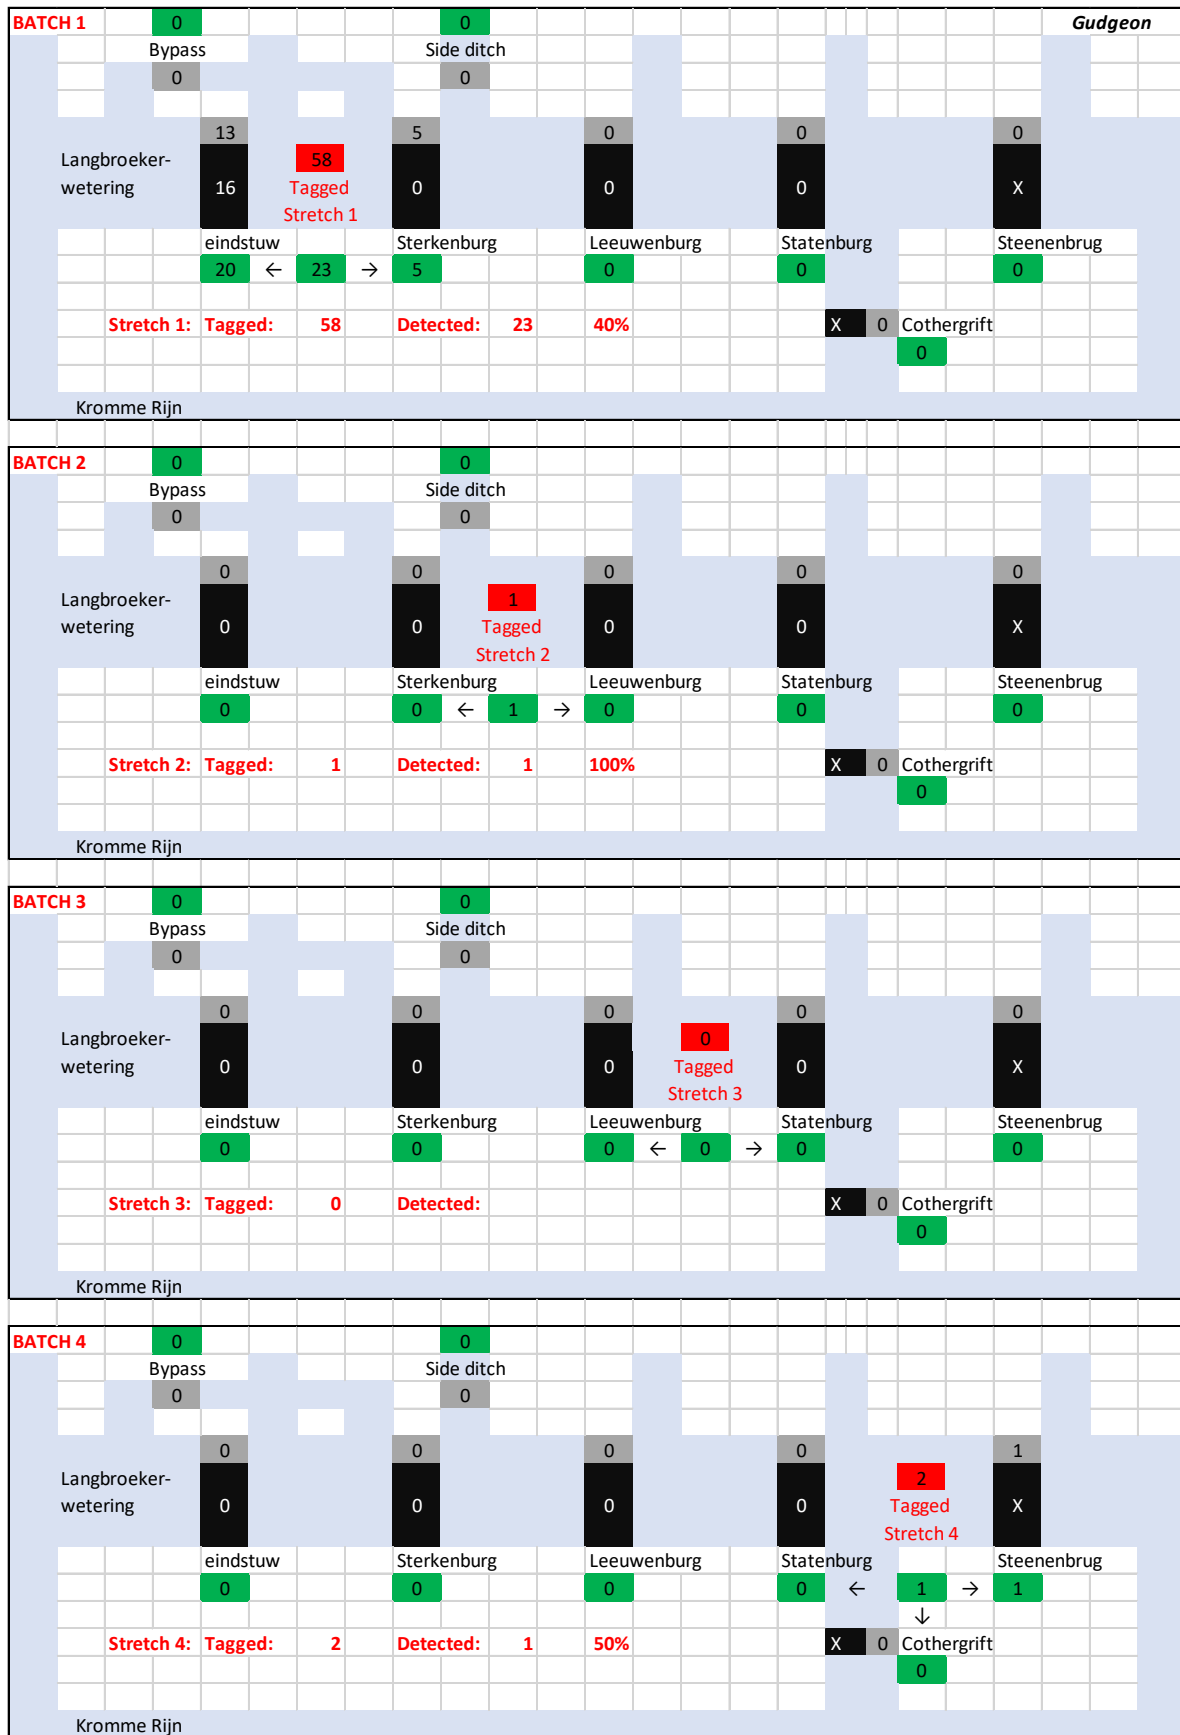 BATCH 1 0 0 Gudgeon
Bypass Side ditch
0 0
13 5 0 0 0
Langbroeker- 58
wetering 16 Tagged 0 0 0 X
Stretch 1
eindstuw Sterkenburg Leeuwenburg Statenburg Steenenbrug
20 ← 23 → 5 0 0 0
Stretch 1: Tagged: 58 Detected: 23 40% X 0 Cothergrift
0
Kromme Rijn
BATCH 2 0 0
Bypass Side ditch
0 0
0 0 0 0 0
Langbroeker- 1
wetering 0 0 Tagged 0 0 X
Stretch 2
eindstuw Sterkenburg Leeuwenburg Statenburg Steenenbrug
0 0 ← 1 → 0 0 0
Stretch 2: Tagged: 1 Detected: 1 100% X 0 Cothergrift
0
Kromme Rijn
BATCH 3 0 0
Bypass Side ditch
0 0
0 0 0 0 0
Langbroeker- 0
wetering 0 0 0 Tagged 0 X
Stretch 3
eindstuw Sterkenburg Leeuwenburg Statenburg Steenenbrug
0 0 0 ← 0 → 0 0
Stretch 3: Tagged: 0 Detected: X 0 Cothergrift
0
Kromme Rijn
BATCH 4 0 0
Bypass Side ditch
0 0
0 0 0 0 1
Langbroeker- 2
wetering 0 0 0 0 Tagged X
Stretch 4
eindstuw Sterkenburg Leeuwenburg Statenburg Steenenbrug
0 0 0 0 ← 1 → 1
↓
Stretch 4: Tagged: 2 Detected: 1 50% X 0 Cothergrift
0
Kromme Rijn